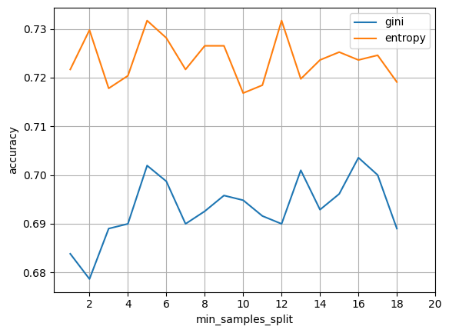 gini
entropy
0.73
0.72
0.71
0.70
0.69
0.68
accuracy
2 4 6 8 10 12 14 16 18 20
min_samples_split